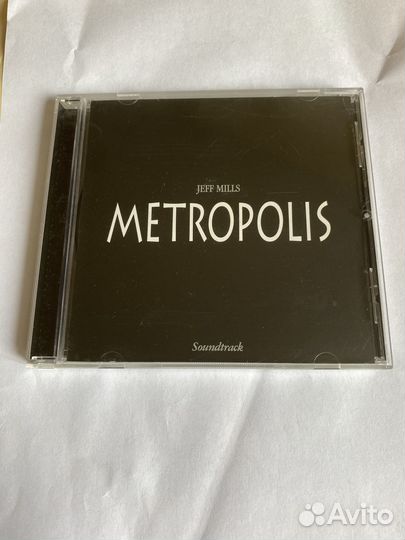 JEFF MILLS
METROPOLIS
Soundtrack
Avito